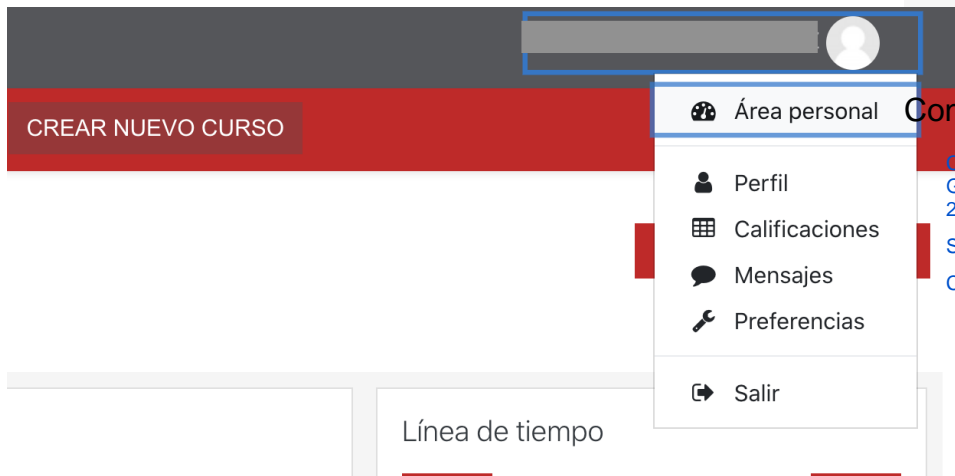 CREAR NUEVO CURSO
Área personal
Perfil
Calificaciones
Mensajes
Preferencias
Salir
Línea de tiempo